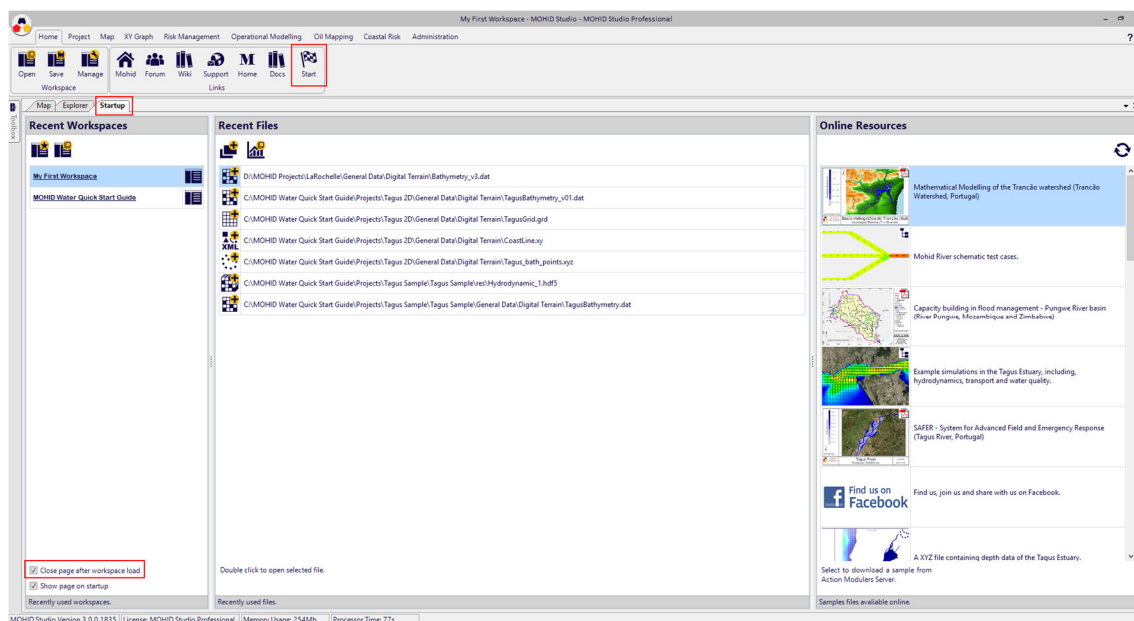 My First Workspace - MOHID Studio - MOHID Studio Professional
Home Project Map XY Graph Risk Management Operational Modelling Oil Mapping Coastal Risk Administration
?
Open Save Manage Mohid Forum Wiki Support Home Docs Start
Workspace Links
Toolbox
Map Explorer Startup
Recent Workspaces
My First Workspace
MOHID Water Quick Start Guide
Close page after workspace load
Show page on startup
Recently used workspaces.
Recent Files
D:\MOHID Projects\LaRochelle\General Data\Digital Terrain\Bathymetry_v3.dat
C:\MOHID Water Quick Start Guide\Projects\Tagus 2D\General Data\Digital Terrain\TagusBathymetry_v01.dat
C:\MOHID Water Quick Start Guide\Projects\Tagus 2D\General Data\Digital Terrain\TagusGrid.grd
XML
C:\MOHID Water Quick Start Guide\Projects\Tagus 2D\General Data\Digital Terrain\CoastLine.xy
C:\MOHID Water Quick Start Guide\Projects\Tagus 2D\General Data\Digital Terrain\Tagus_bath_points.xyz
C:\MOHID Water Quick Start Guide\Projects\Tagus Sample\Tagus Sample\res\Hydrodynamic_1.hdf5
C:\MOHID Water Quick Start Guide\Projects\Tagus Sample\Tagus Sample\General Data\Digital Terrain\TagusBathymetry.dat
Double click to open selected file.
Recently used files.
Online Resources
Mathematical Modelling of the Trancão watershed (Trancão
Watershed, Portugal)
Mohid River schematic test cases.
Capacity building in flood management - Pungwe River basin
(River Pungwe, Mozambique and Zimbabwe)
Example simulations in the Tagus Estuary, including,
hydrodynamics, transport and water quality.
SAFER - System for Advanced Field and Emergency Response
(Tagus River, Portugal)
Tagus River
Find us on
Facebook
Find us, join us and share with us on Facebook.
A XYZ file containing depth data of the Tagus Estuary.
Select to download a sample from
Action Modulers Server.
Samples files avaliable online.
MOHID Studio Version 3.0.0.1835 License: MOHID Studio Professional Memory Usage: 254Mb Processor Time: 77s